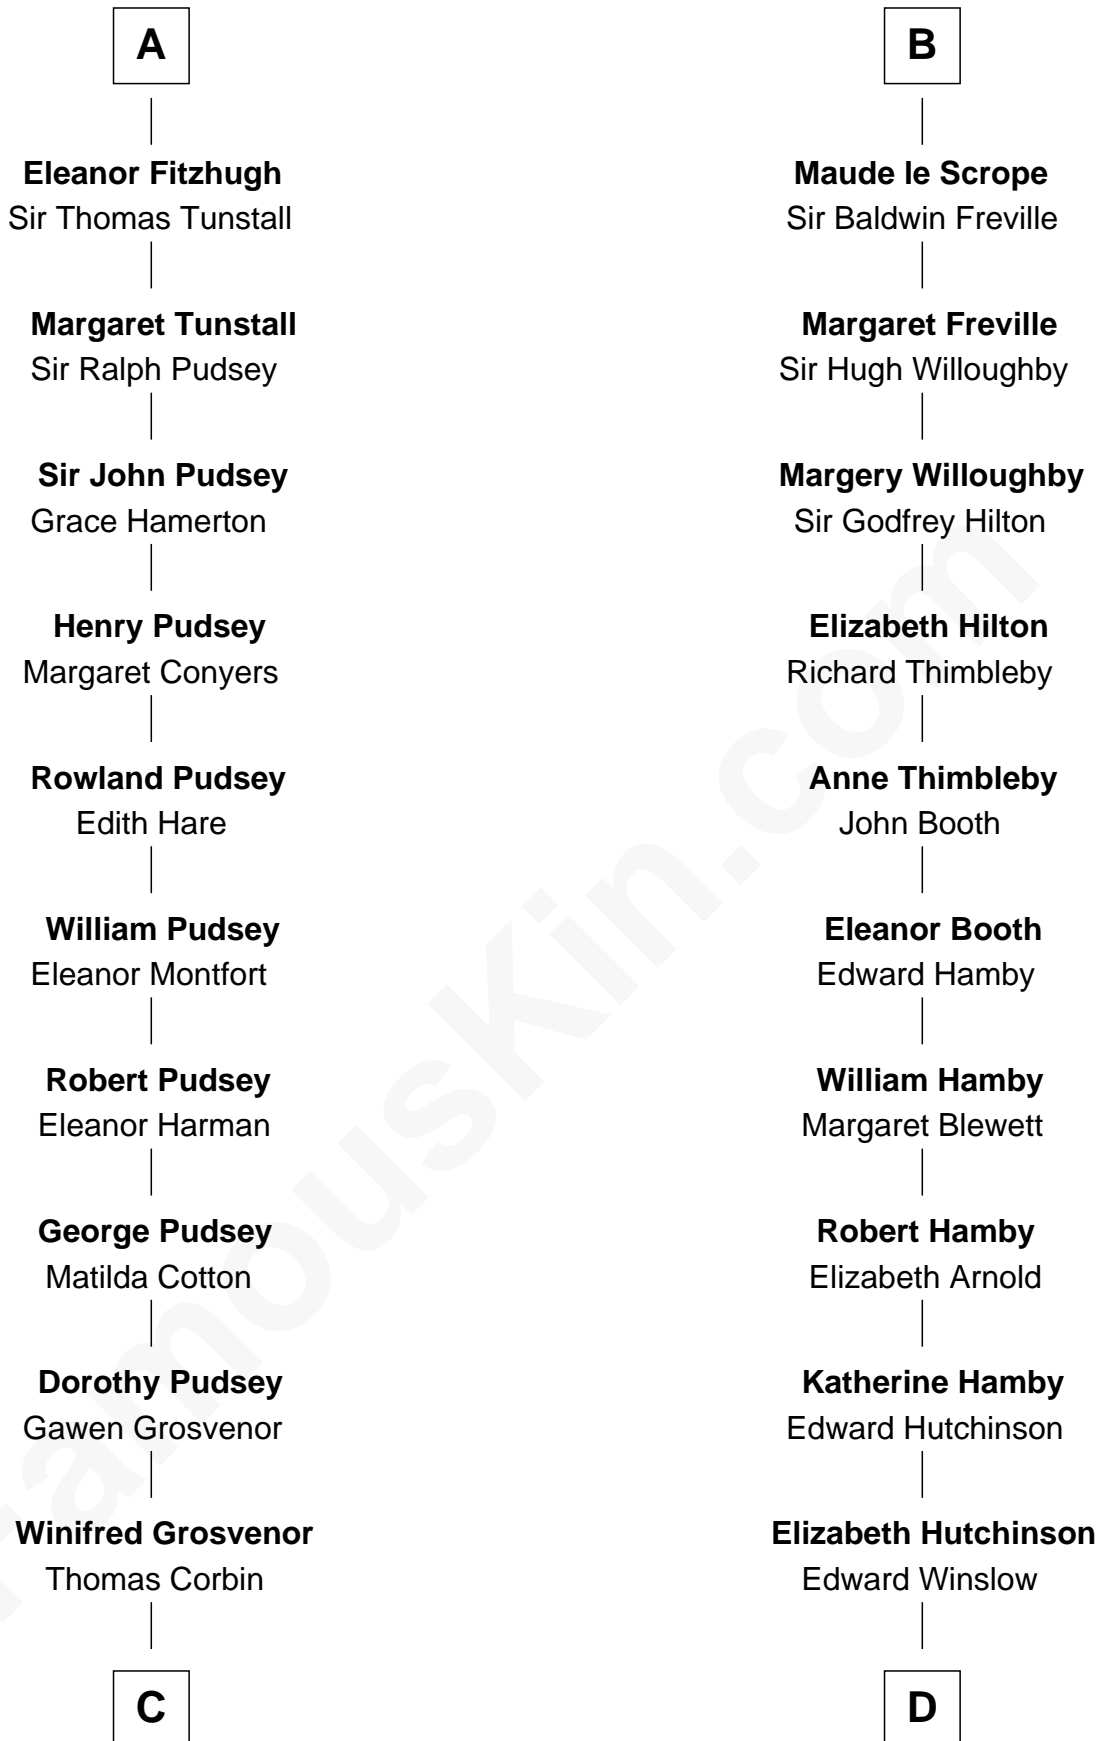 A
Eleanor Fitzhugh
Sir Thomas Tunstall
Margaret Tunstall
Sir Ralph Pudsey
Sir John Pudsey
Grace Hamerton
Henry Pudsey
Margaret Conyers
Rowland Pudsey
Edith Hare
William Pudsey
Eleanor Montfort
Robert Pudsey
Eleanor Harman
George Pudsey
Matilda Cotton
Dorothy Pudsey
Gawen Grosvenor
Winifred Grosvenor
Thomas Corbin
C
B
Maude le Scrope
Sir Baldwin Freville
Margaret Freville
Sir Hugh Willoughby
Margery Willoughby
Sir Godfrey Hilton
Elizabeth Hilton
Richard Thimbleby
Anne Thimbleby
John Booth
Eleanor Booth
Edward Hamby
William Hamby
Margaret Blewett
Robert Hamby
Elizabeth Arnold
Katherine Hamby
Edward Hutchinson
Elizabeth Hutchinson
Edward Winslow
D
FamousKin.com